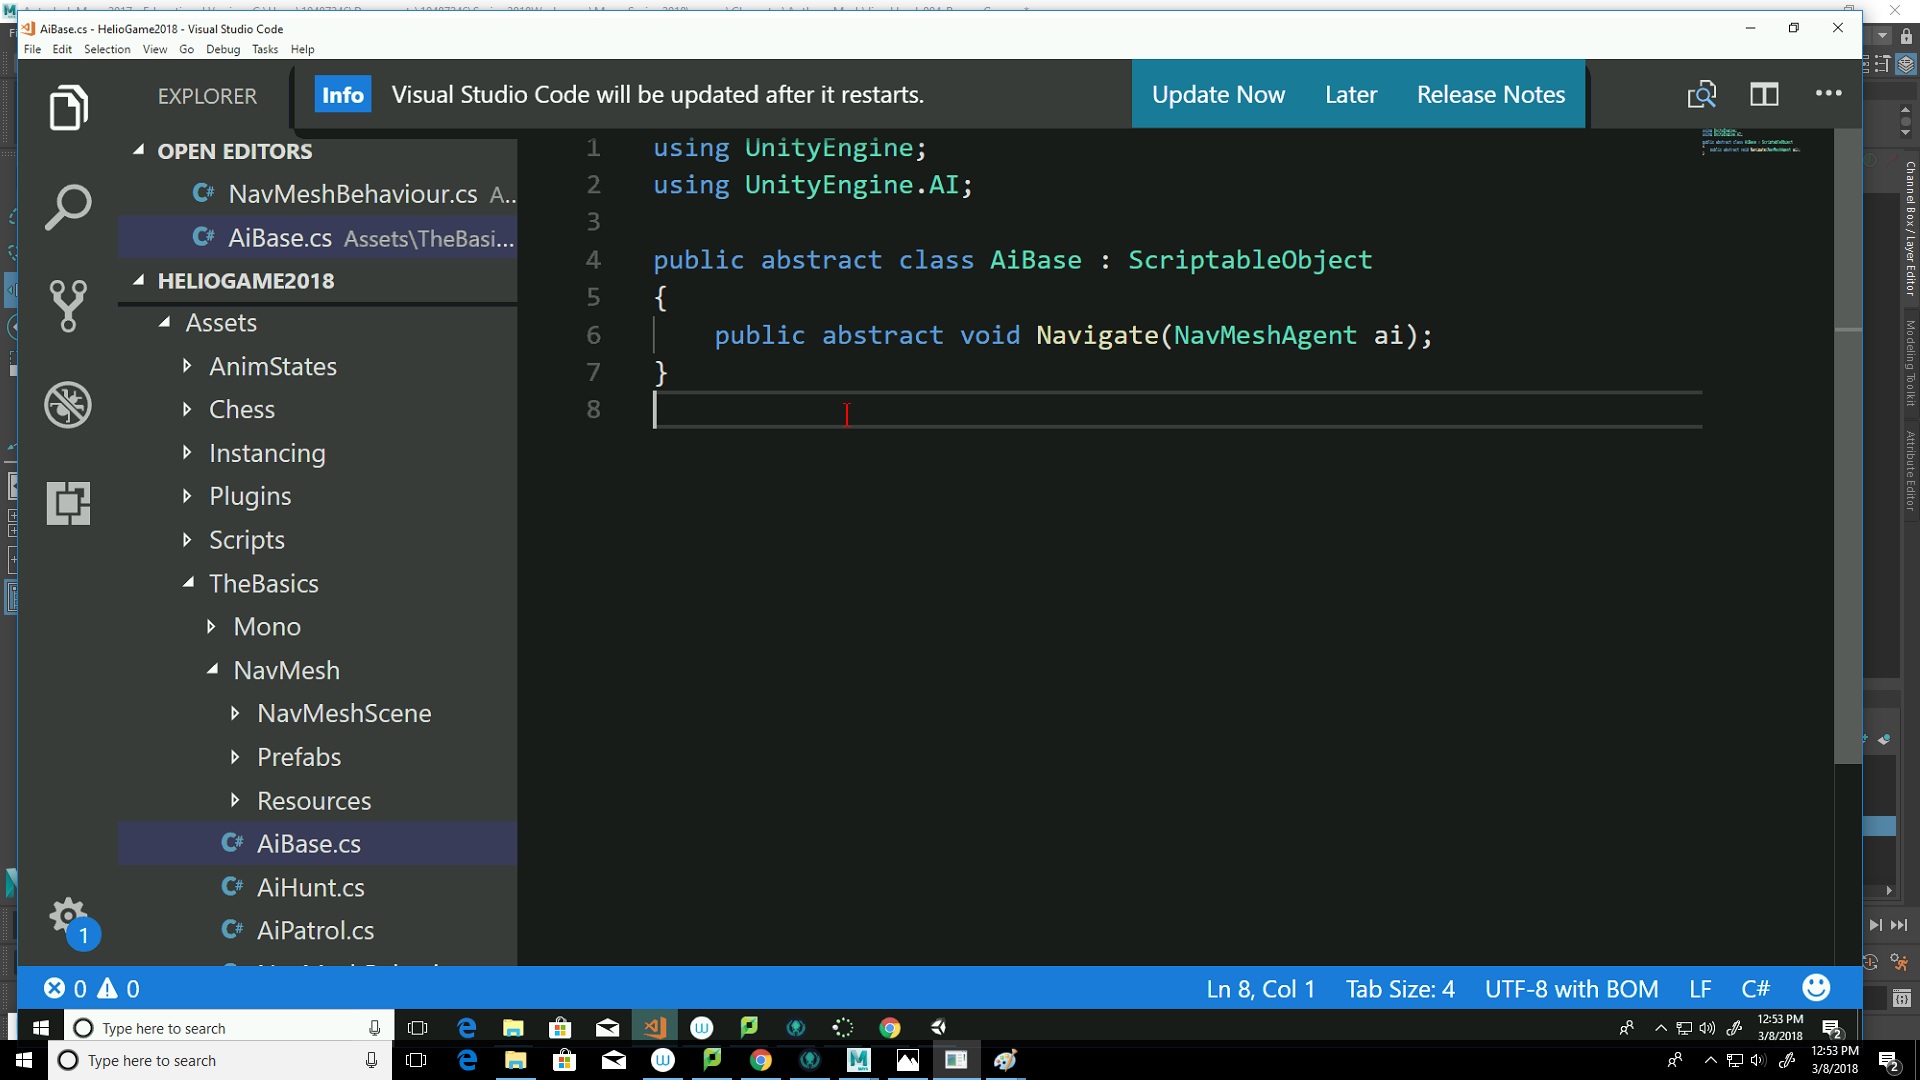 AiBase.cs - HelioGame2018 - Visual Studio Code
File Edit Selection View Go Debug Tasks Help
EXPLORER
Info Visual Studio Code will be updated after it restarts.
Update Now Later Release Notes
OPEN EDITORS
C# NavMeshBehaviour.cs A...
C# AiBase.cs Assets\TheBasi...
HELIOGAME2018
Assets
AnimStates
Chess
Instancing
Plugins
Scripts
TheBasics
Mono
NavMesh
NavMeshScene
Prefabs
Resources
C# AiBase.cs
C# AiHunt.cs
C# AiPatrol.cs
1 using UnityEngine;
2 using UnityEngine.AI;
3
4 public abstract class AiBase : ScriptableObject
5 {
6 public abstract void Navigate(NavMeshAgent ai);
7 }
8
1
Channel Box / Layer Editor
Modeling Toolkit
Attribute Editor
0 0
Ln 8, Col 1 Tab Size: 4 UTF-8 with BOM LF C#
Type here to search
12:53 PM
3/8/2018
2
Type here to search
12:53 PM
3/8/2018
2